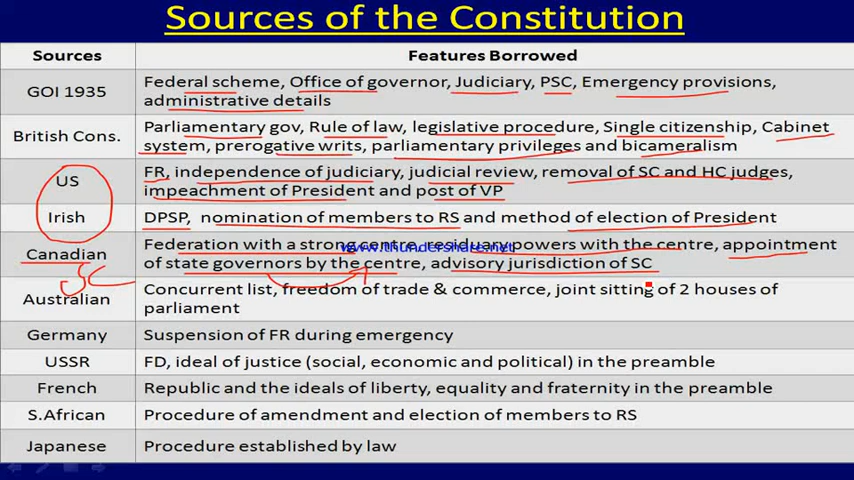 Sources of the Constitution
Sources
Features Borrowed
GOI 1935
Federal scheme, Office of governor, Judiciary, PSC, Emergency provisions,
administrative details
British Cons.
Parliamentary gov, Rule of law, legislative procedure, Single citizenship, Cabinet
system, prerogative writs, parliamentary privileges and bicameralism
US
FR, independence of judiciary, judicial review, removal of SC and HC judges,
impeachment of President and post of VP
Irish
DPSP, nomination of members to RS and method of election of President
Canadian
Federation with a strong centre, residuary powers with the centre, appointment
of state governors by the centre, advisory jurisdiction of SC
www.thundershare.net
SC
Australian
Concurrent list, freedom of trade & commerce, joint sitting of 2 houses of
parliament
Germany
Suspension of FR during emergency
USSR
FD, ideal of justice (social, economic and political) in the preamble
French
Republic and the ideals of liberty, equality and fraternity in the preamble
S.African
Procedure of amendment and election of members to RS
Japanese
Procedure established by law